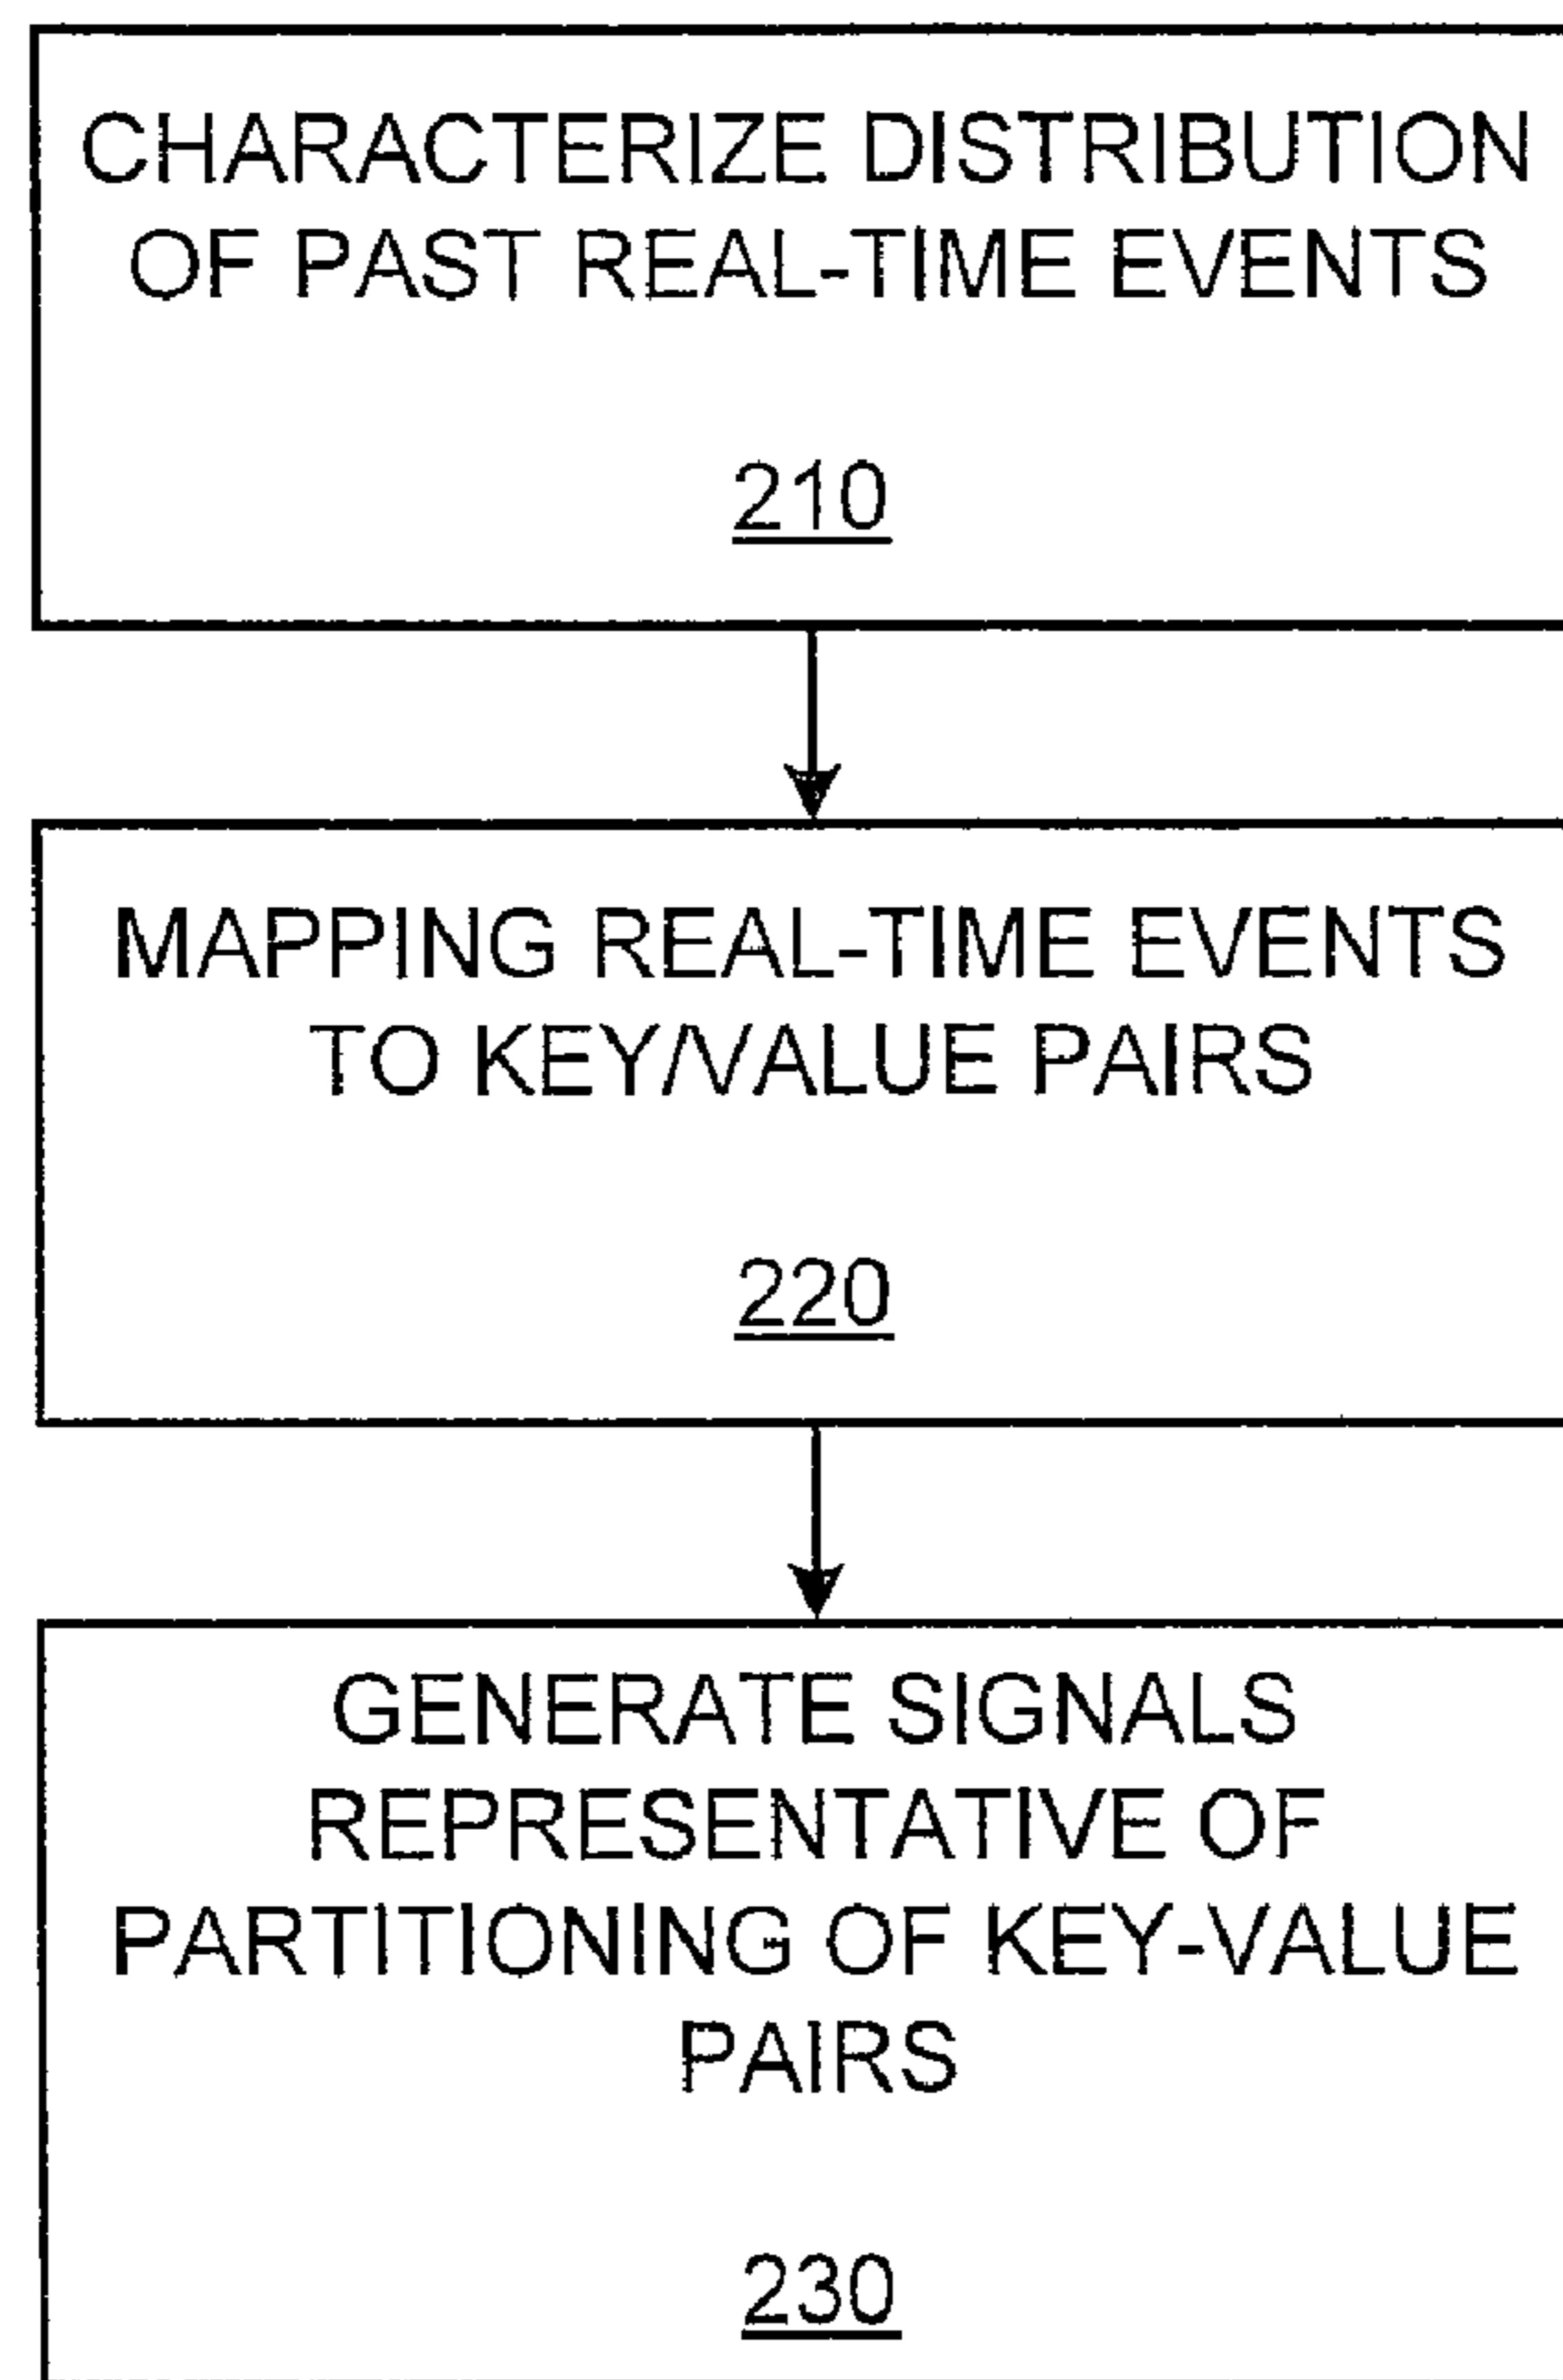 CHARACTERIZE DISTRIBUTION
OF PAST REAL-TIME EVENTS
210
MAPPING REAL-TIME EVENTS
TO KEY/VALUE PAIRS
220
GENERATE SIGNALS
REPRESENTATIVE OF
PARTITIONING OF KEY-VALUE
PAIRS
230